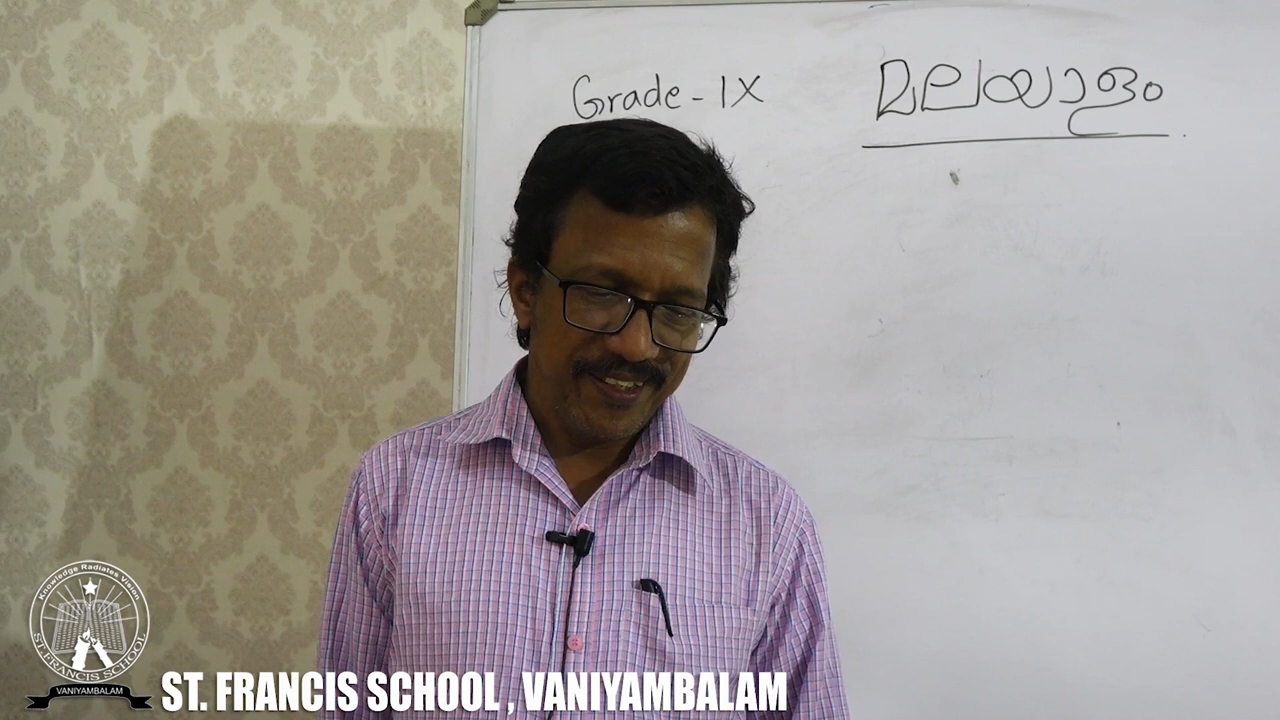 Grade - IX
മലയാളം
Knowledge Radiates Vision
ST. FRANCIS SCHOOL
VANIYAMBALAM
ST. FRANCIS SCHOOL , VANIYAMBALAM